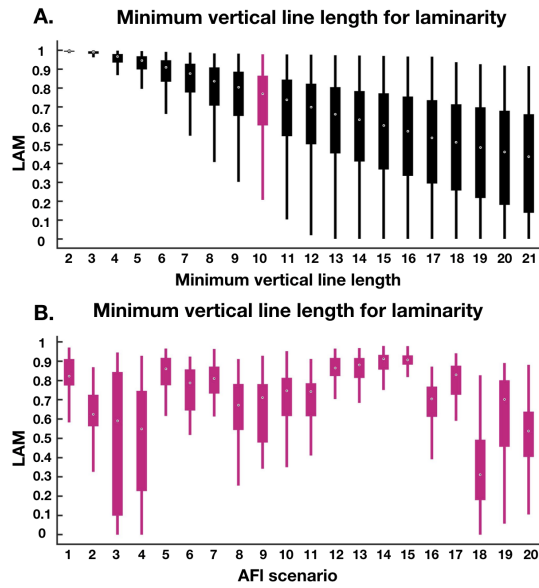 A.
Minimum vertical line length for laminarity
1
0.9
0.8
0.7
0.6
0.5
0.4
0.3
0.2
0.1
0
LAM
2 3 4 5 6 7 8 9 10 11 12 13 14 15 16 17 18 19 20 21
Minimum vertical line length
B.
Minimum vertical line length for laminarity
1
0.9
0.8
0.7
0.6
0.5
0.4
0.3
0.2
0.1
0
LAM
1 2 3 4 5 6 7 8 9 10 11 12 13 14 15 16 17 18 19 20
AFI scenario